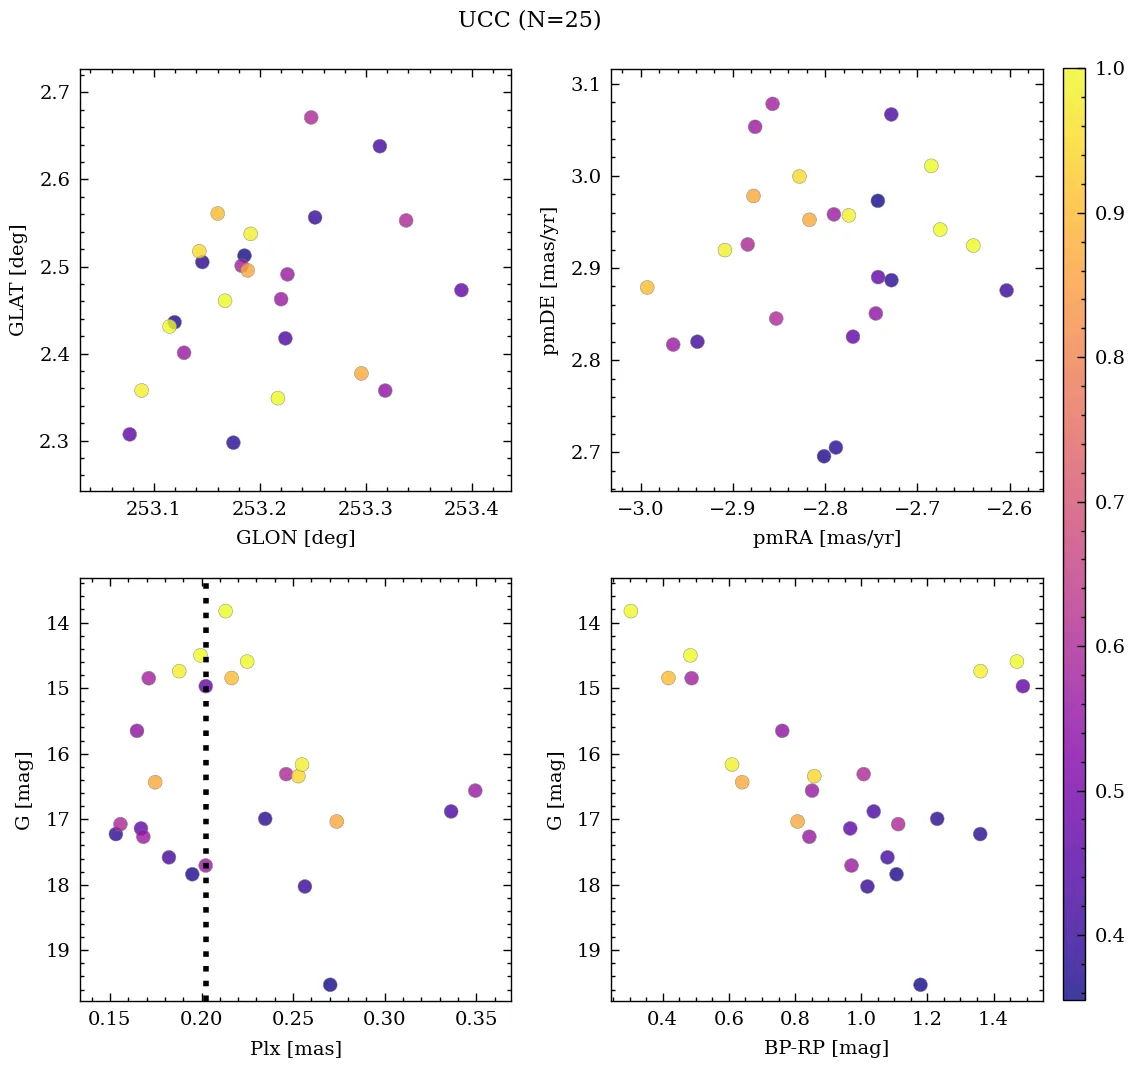 UCC (N=25)
2.7
2.6
2.5
2.4
2.3
GLAT [deg]
253.1 253.2 253.3 253.4
GLON [deg]
3.1
3.0
2.9
2.8
2.7
pmDE [mas/yr]
−3.0 −2.9 −2.8 −2.7 −2.6
pmRA [mas/yr]
1.0
0.9
0.8
0.7
0.6
0.5
0.4
14
15
16
17
18
19
G [mag]
0.15 0.20 0.25 0.30 0.35
Plx [mas]
14
15
16
17
18
19
G [mag]
0.4 0.6 0.8 1.0 1.2 1.4
BP-RP [mag]